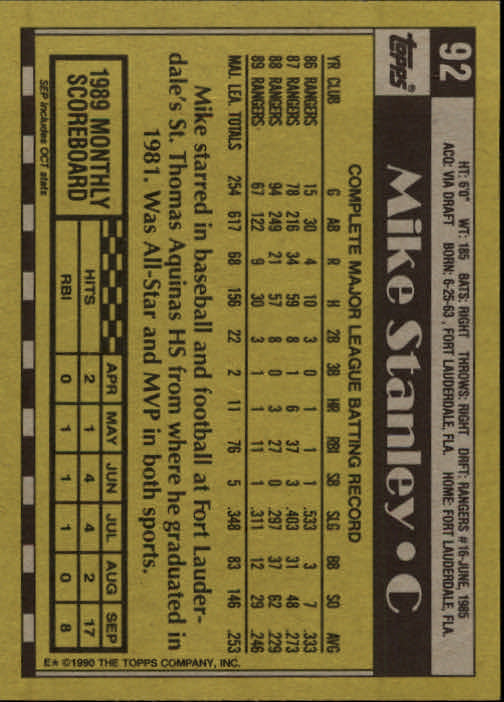 92
topps®
HT: 6'0" WT: 185 BATS: RIGHT THROWS: RIGHT DRFT: RANGERS #16-JUNE, 1985
ACQ: VIA DRAFT BORN: 6-25-63, FORT LAUDERDALE, FLA. HOME: FORT LAUDERDALE, FLA.
Mike Stanley • C
COMPLETE MAJOR LEAGUE BATTING RECORD
YR CLUB G AB R H 2B 3B HR RBI SB SLG BB SO AVG
86 RANGERS 15 30 4 10 3 0 1 1 1 .533 3 7 .333
87 RANGERS 78 216 34 59 8 1 6 37 3 .403 31 48 .273
88 RANGERS 94 249 21 57 8 0 3 27 0 .297 37 62 .229
89 RANGERS 67 122 9 30 3 1 1 11 1 .311 12 29 .246
MAJ. LEA. TOTALS 254 617 68 156 22 2 11 76 5 .348 83 146 .253
Mike starred in baseball and football at Fort Lauder-
dale's St. Thomas Aquinas HS from where he graduated in
1981. Was All-Star and MVP in both sports.
1989 MONTHLY
SCOREBOARD
APR MAY JUN JUL AUG SEP
HITS 2 1 4 4 2 17
RBI 0 1 1 1 0 8
SEP includes OCT stats
E* ©1990 THE TOPPS COMPANY, INC.